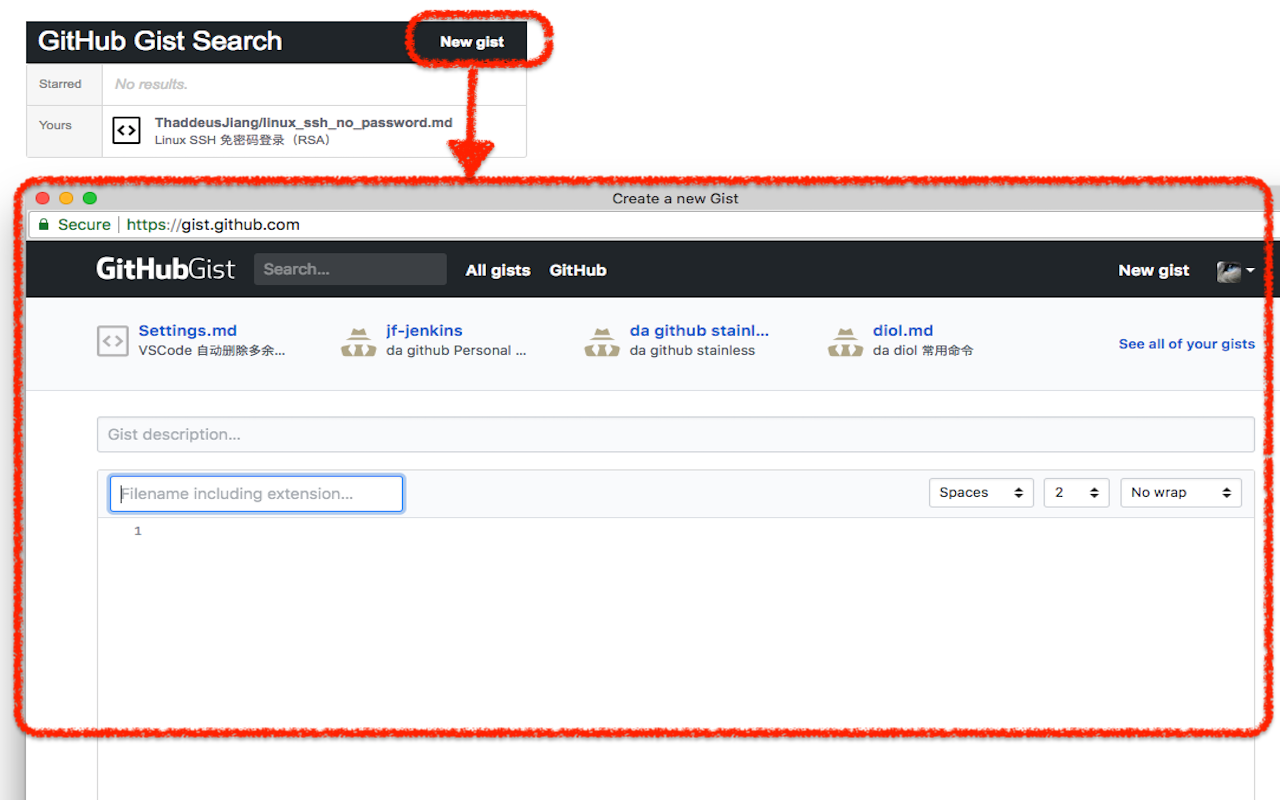 GitHub Gist Search New gist
Starred No results.
Yours ThaddeusJiang/linux_ssh_no_password.md
Linux SSH 免密码登录（RSA）
Create a new Gist
Secure https://gist.github.com
GitHubGist Search... All gists GitHub New gist
Settings.md jf-jenkins da github stainl... diol.md
VSCode 自动删除多余... da github Personal ... da github stainless da diol 常用命令
See all of your gists
Gist description...
Filename including extension... Spaces 2 No wrap
1